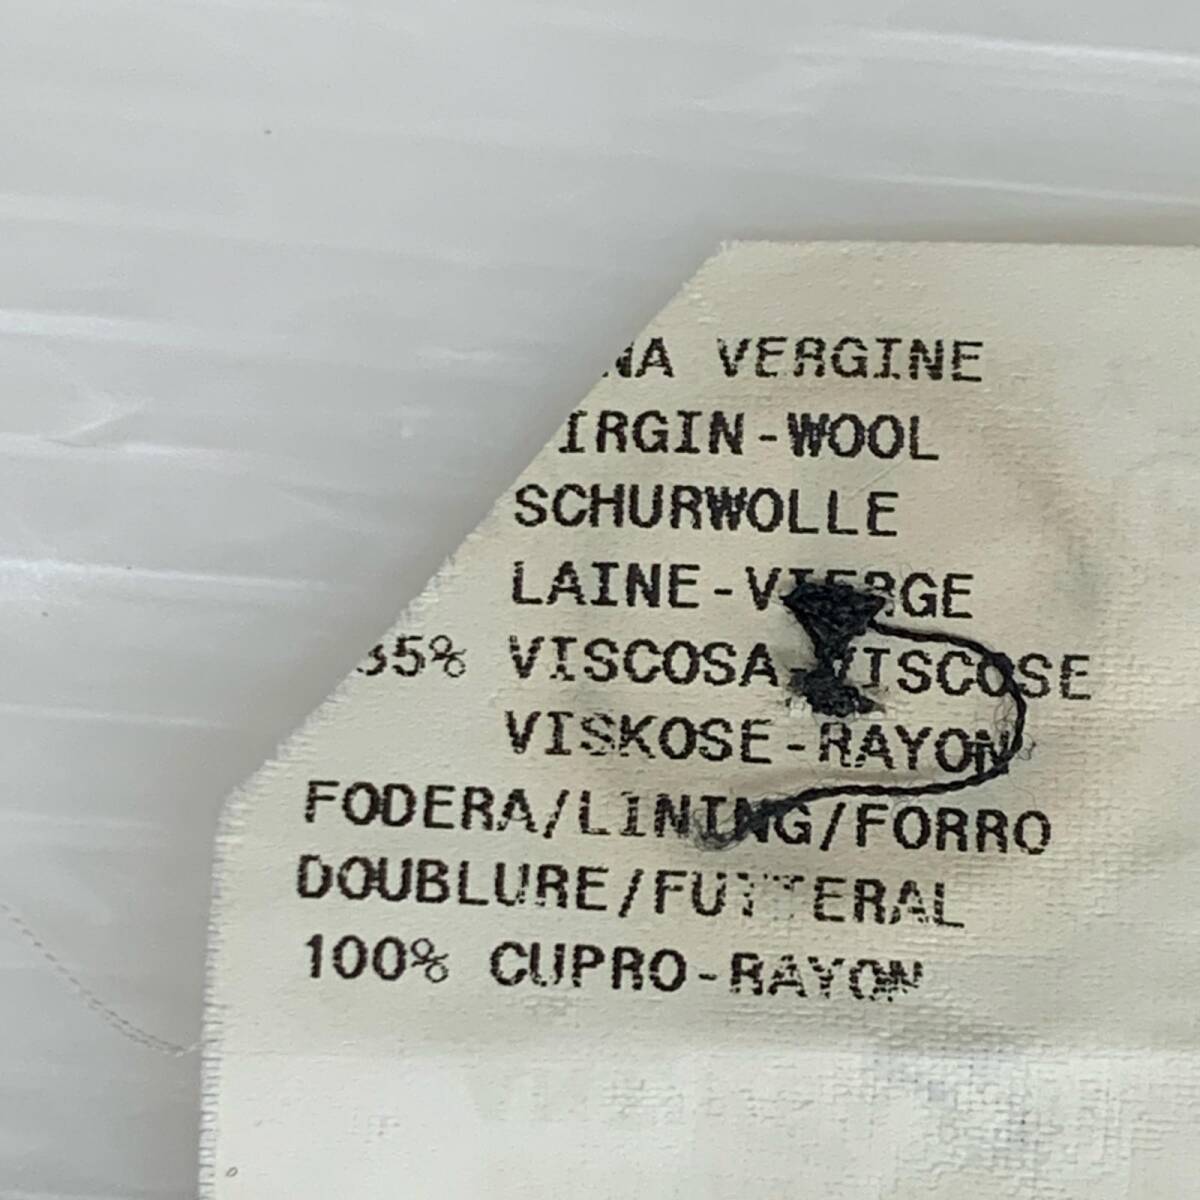 NA VERGINE
IRGIN-WOOL
SCHURWOLLE
LAINE-VIERGE
35% VISCOSA-VISCOSE
VISKOSE-RAYON
FODERA/LINING/FORRO
DOUBLURE/FUTTERAL
100% CUPRO-RAYON